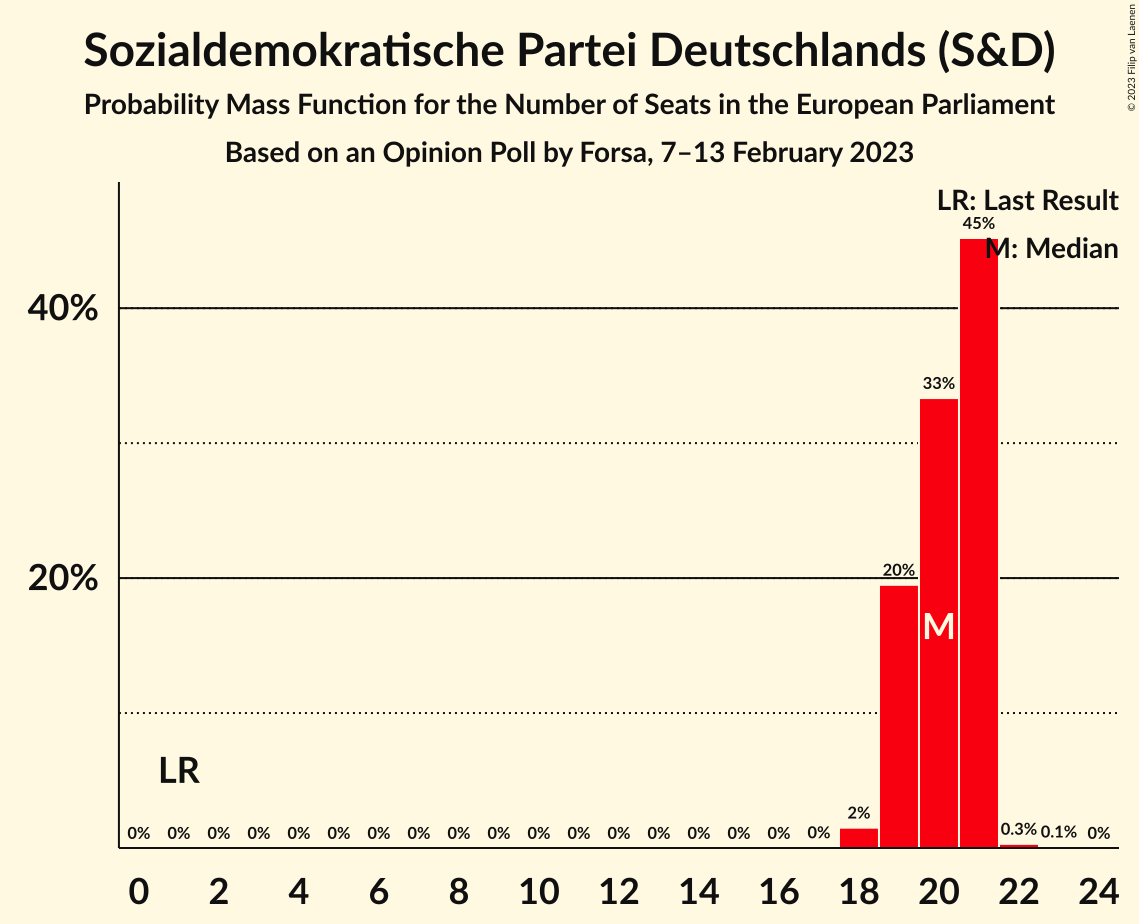 Sozialdemokratische Partei Deutschlands (S&D)
Probability Mass Function for the Number of Seats in the European Parliament
Based on an Opinion Poll by Forsa, 7–13 February 2023
© 2023 Filip van Laenen
LR: Last Result
45%
M: Median
40%
33%
20%
20%
M
LR
2%
0% 0% 0% 0% 0% 0% 0% 0% 0% 0% 0% 0% 0% 0% 0% 0% 0% 0% 0.3% 0.1% 0%
0 2 4 6 8 10 12 14 16 18 20 22 24